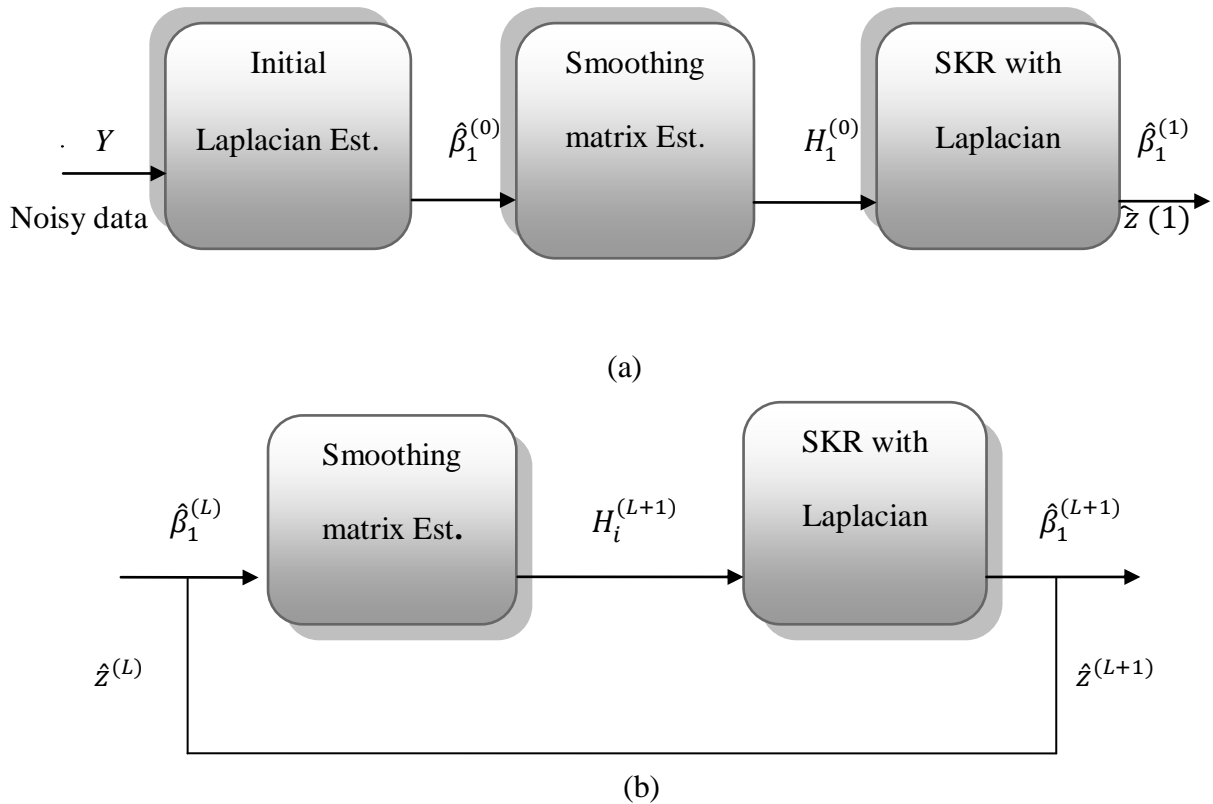 Initial
Laplacian Est.
Smoothing
matrix Est.
SKR with
Laplacian
Y
Noisy data
β̂₁⁽⁰⁾
H₁⁽⁰⁾
β̂₁⁽¹⁾
ẑ (1)
(a)
Smoothing
matrix Est.
SKR with
Laplacian
β̂₁⁽ᴸ⁾
H_i^(L+1)
β̂₁^(L+1)
ẑ^(L)
ẑ^(L+1)
(b)